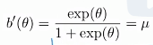 b′(θ) = exp(θ) / (1 + exp(θ)) = μ